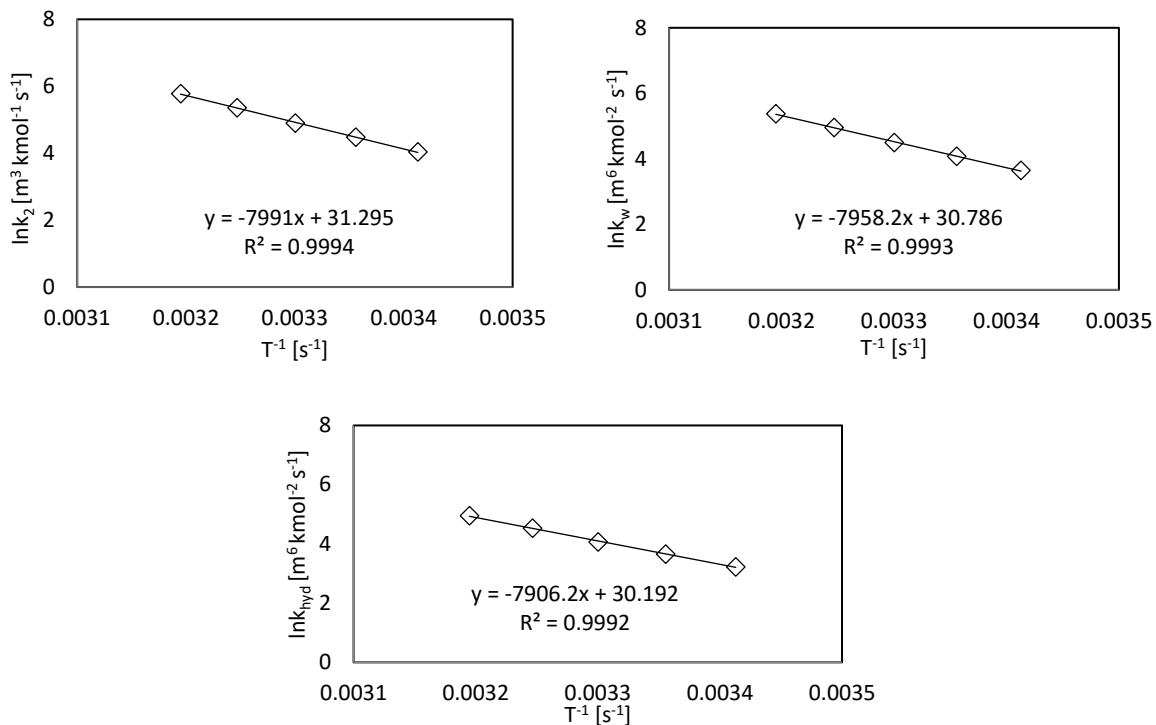 8
6
4
2
0
lnk₂ [m³ kmol⁻¹ s⁻¹]
y = -7991x + 31.295
R² = 0.9994
0.0031 0.0032 0.0033 0.0034 0.0035
T⁻¹ [s⁻¹]
8
6
4
2
0
lnk_w [m⁶ kmol⁻² s⁻¹]
y = -7958.2x + 30.786
R² = 0.9993
0.0031 0.0032 0.0033 0.0034 0.0035
T⁻¹ [s⁻¹]
8
6
4
2
0
lnk_hyd [m⁶ kmol⁻² s⁻¹]
y = -7906.2x + 30.192
R² = 0.9992
0.0031 0.0032 0.0033 0.0034 0.0035
T⁻¹ [s⁻¹]